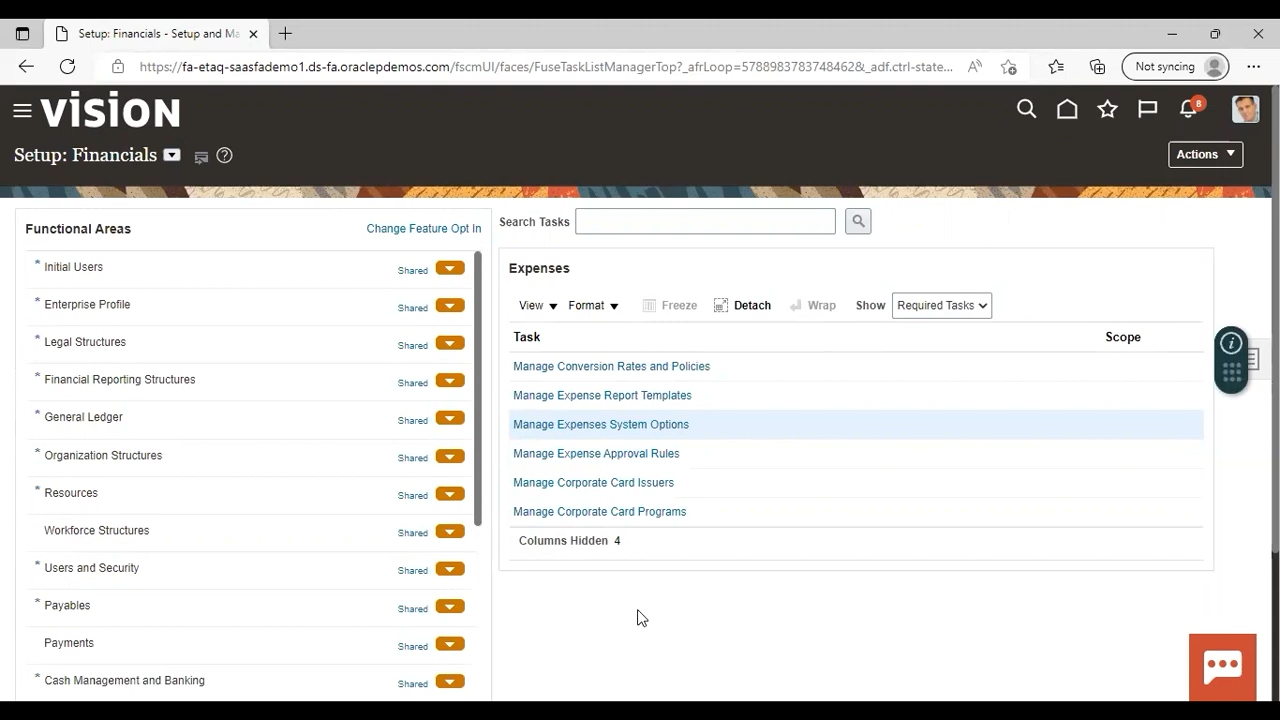 Setup: Financials - Setup and Ma
https://fa-etaq-saasfademo1.ds-fa.oraclepdemos.com/fscmUI/faces/FuseTaskListManagerTop?_afrLoop=57889837837484628&_adf.ctrl-state...
Not syncing
VISION
8
Setup: Financials
Actions
Functional Areas
Change Feature Opt In
* Initial Users Shared
* Enterprise Profile Shared
* Legal Structures Shared
* Financial Reporting Structures Shared
* General Ledger Shared
* Organization Structures Shared
* Resources Shared
Workforce Structures Shared
* Users and Security Shared
* Payables Shared
Payments Shared
* Cash Management and Banking Shared
Search Tasks
Expenses
View Format Freeze Detach Wrap Show Required Tasks
Task Scope
Manage Conversion Rates and Policies
Manage Expense Report Templates
Manage Expenses System Options
Manage Expense Approval Rules
Manage Corporate Card Issuers
Manage Corporate Card Programs
Columns Hidden 4